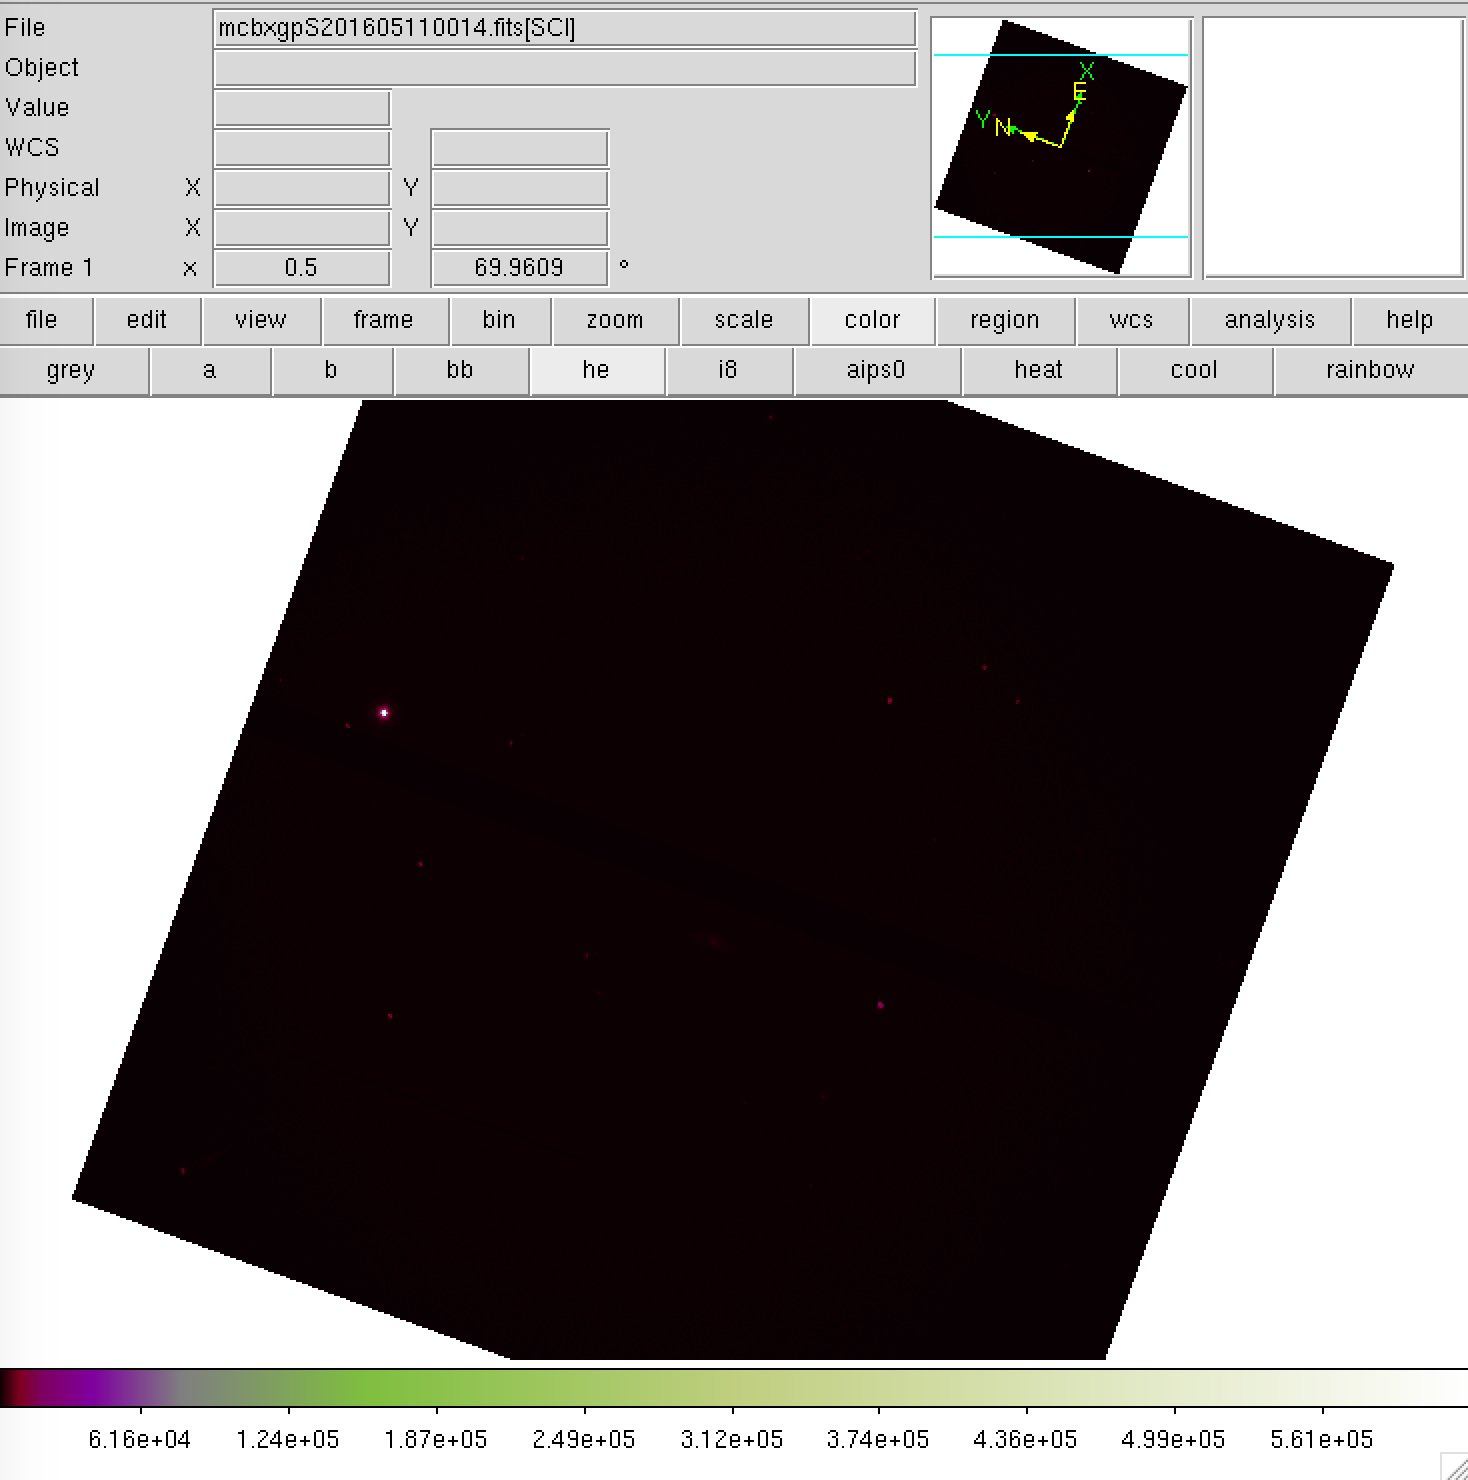 File mcbxgpS20160511 0014.fits[SCI]
Object
Value
WCS
Physical X Y
Image X Y
Frame 1 x 0.5 69.9609 °
X
E
Y N
file edit view frame bin zoom scale color region wcs analysis help
grey a b bb he i8 aips0 heat cool rainbow
6.16e+04 1.24e+05 1.87e+05 2.49e+05 3.12e+05 3.74e+05 4.36e+05 4.99e+05 5.61e+05